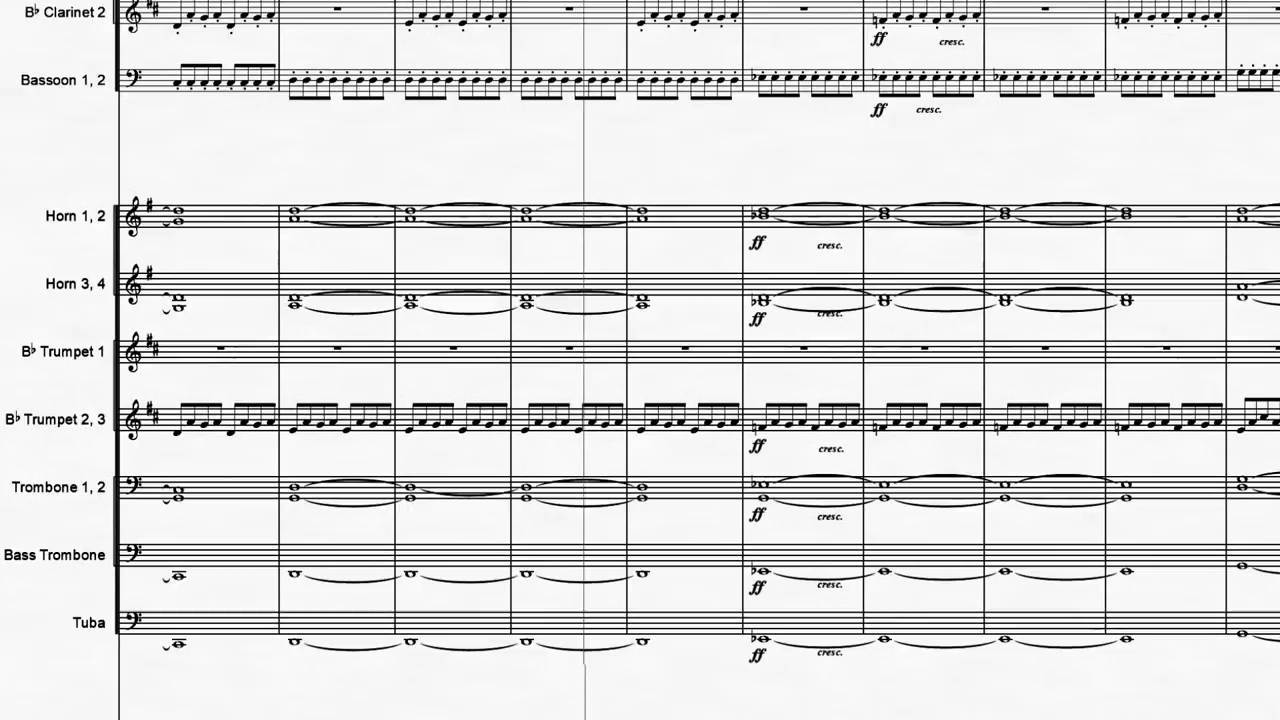 B♭ Clarinet 2
ff cresc.
Bassoon 1, 2
ff cresc.
Horn 1, 2
ff cresc.
Horn 3, 4
ff cresc.
B♭ Trumpet 1
B♭ Trumpet 2, 3
ff cresc.
Trombone 1, 2
ff cresc.
Bass Trombone
ff cresc.
Tuba
ff cresc.